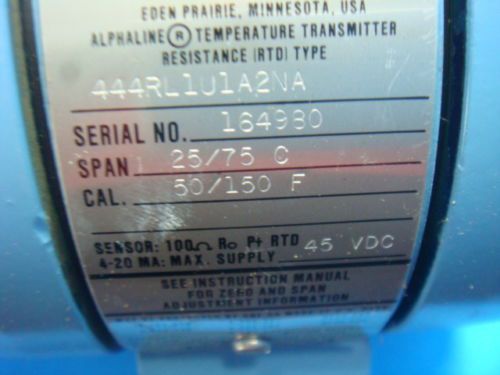 EDEN PRAIRIE, MINNESOTA, USA
ALPHALINE ® TEMPERATURE TRANSMITTER
RESISTANCE (RTD) TYPE
444RL1U1A2NA
SERIAL NO. 164980
SPAN 25/75 C
CAL. 50/150 F
SENSOR: 100Ω R₀ Pt RTD 45 VDC
4-20 MA: MAX. SUPPLY
SEE INSTRUCTION MANUAL
FOR ZERO AND SPAN
ADJUSTMENT INFORMATION